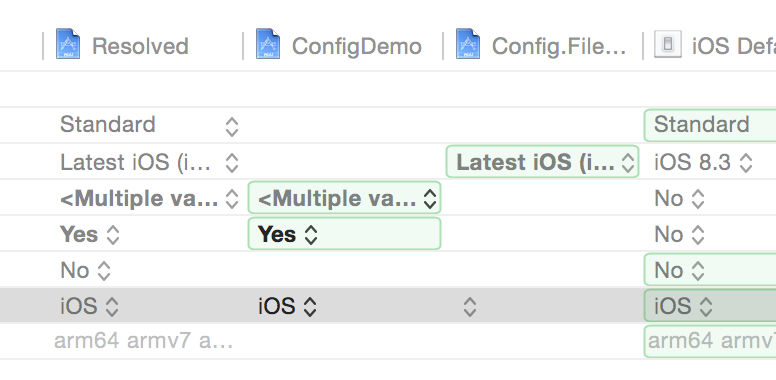 Resolved ConfigDemo Config.File... iOS Defa
Standard Standard
Latest iOS (i... Latest iOS (i... iOS 8.3
<Multiple va... <Multiple va... No
Yes Yes No
No No
iOS iOS iOS
arm64 armv7 a... arm64 armv7